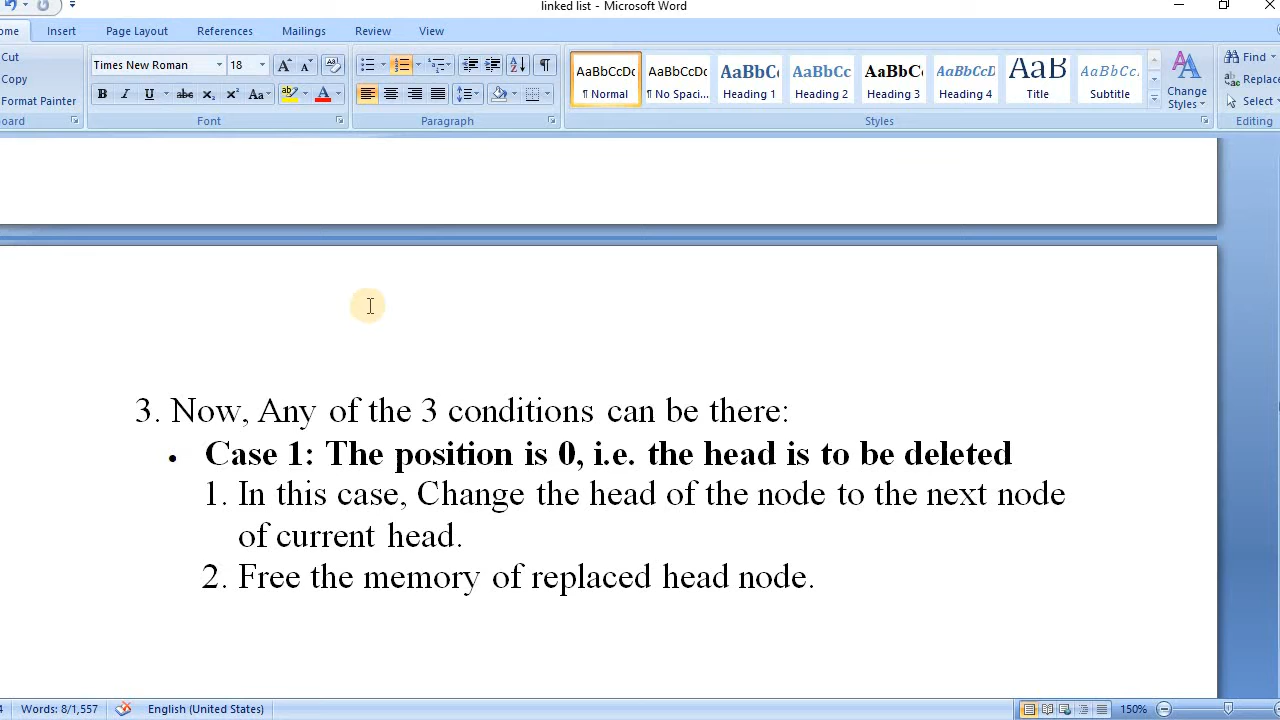 linked list - Microsoft Word
ome Insert Page Layout References Mailings Review View
Cut
Copy
Format Painter
oard
Times New Roman 18
Font
Paragraph
AaBbCcDc AaBbCcDc AaBbC AaBbCc AaBbC AaBbCcD AaB AaBbCc.
¶ Normal ¶ No Spaci... Heading 1 Heading 2 Heading 3 Heading 4 Title Subtitle
Change Styles
Styles
Find
Replac
Select
Editing
3. Now, Any of the 3 conditions can be there:
• Case 1: The position is 0, i.e. the head is to be deleted
1. In this case, Change the head of the node to the next node
of current head.
2. Free the memory of replaced head node.
4 Words: 8/1,557 English (United States) 150%